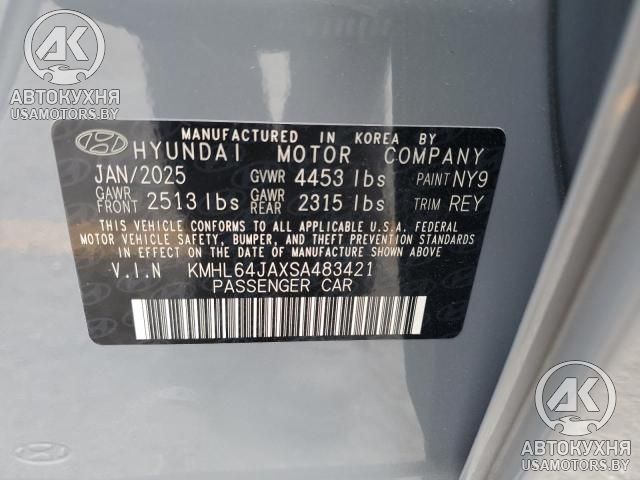 AK
АВТОКУХНЯ
USAMOTORS.BY
MANUFACTURED IN KOREA BY
HYUNDAI MOTOR COMPANY
JAN/2025 GVWR 4453 lbs PAINT NY9
GAWR FRONT 2513 lbs GAWR REAR 2315 lbs TRIM REY
THIS VEHICLE CONFORMS TO ALL APPLICABLE U.S.A. FEDERAL
MOTOR VEHICLE SAFETY, BUMPER, AND THEFT PREVENTION
STANDARDS IN EFFECT ON THE DATE OF MANUFACTURE SHOWN ABOVE.
V.I.N KMHL64JAXSA483421
PASSENGER CAR
AK
АВТОКУХНЯ
USAMOTORS.BY